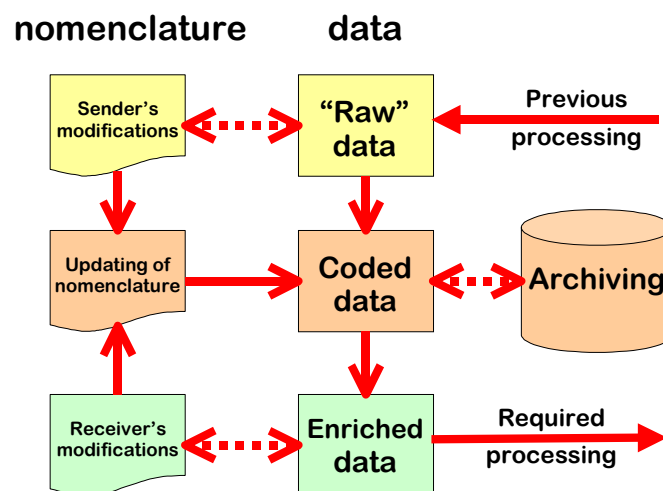 nomenclature data
Sender's
modifications
"Raw"
data
Previous
processing
Updating of
nomenclature
Coded
data
Archiving
Receiver's
modifications
Enriched
data
Required
processing